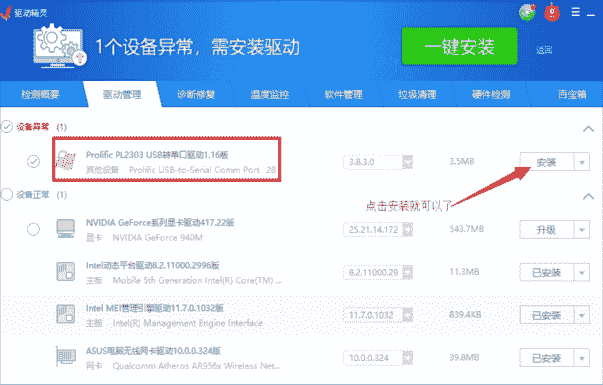 驱动精灵
1个设备异常，需安装驱动
一键安装
返回
检测概要 驱动管理 诊断修复 温度监控 软件管理 垃圾清理 硬件检测 百宝箱
设备异常 (1)
Prolific PL2303 USB转串口驱动1.16版
其他设备 Prolific USB-to-Serial Comm Port 28
3.8.3.0
3.5MB
安装
点击安装就可以了
设备正常 (1)
NVIDIA GeForce系列显卡驱动417.22版
显卡 NVIDIA GeForce 940M
25.21.14.172
543.7MB
升级
Intel动态平台驱动8.2.11000.2996版
主板 Mobile 5th Generation Intel(R) Core(TM) ...
8.2.11000.29
11.3MB
已安装
Intel MEI管理引擎驱动11.7.0.1032版
主板 Intel(R) Management Engine Interface
11.7.0.1032
839.4KB
已安装
ASUS电脑无线网卡驱动10.0.0.324版
网卡 Qualcomm Atheros AR956x Wireless Net...
10.0.0.324
39.8MB
已安装